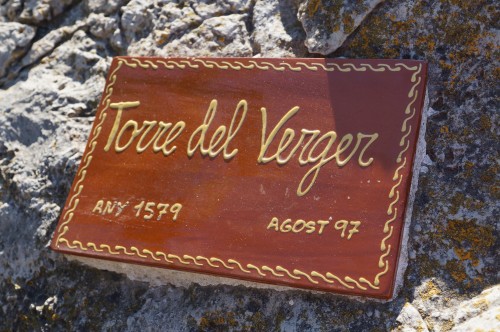 Torre del Verger
ANY 1579
AGOST 97